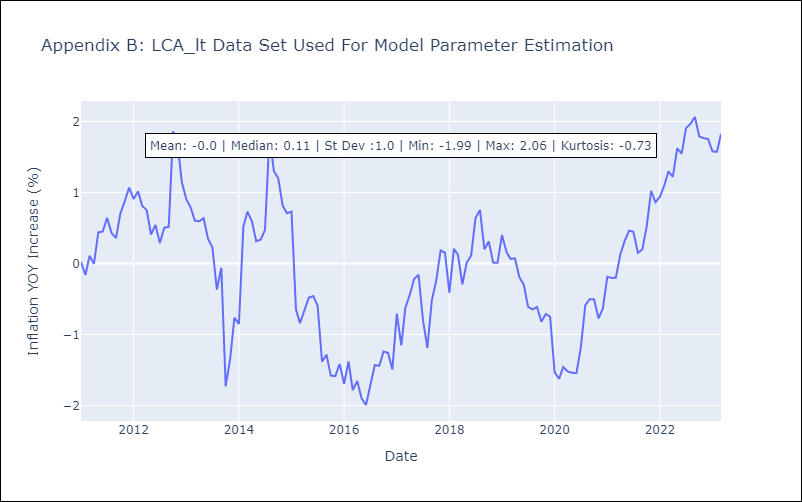 Appendix B: LCA_lt Data Set Used For Model Parameter Estimation
Mean: -0.0 | Median: 0.11 | St Dev :1.0 | Min: -1.99 | Max: 2.06 | Kurtosis: -0.73
Inflation YOY Increase (%)
2
1
0
−1
−2
2012
2014
2016
2018
2020
2022
Date